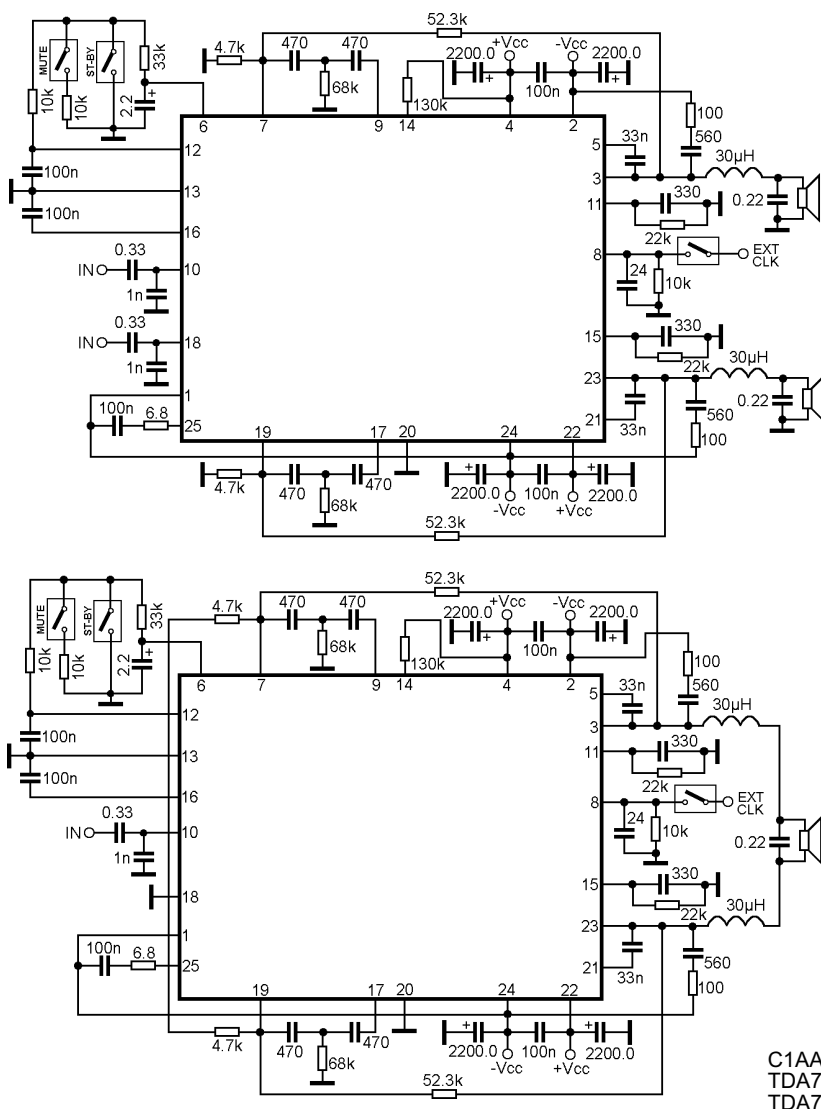 52.3k
4.7k 470 470 +Vcc -Vcc
2200.0 2200.0
MUTE ST-BY 33k
68k 100n
10k 10k 2.2 + 130k + + 100
6 7 9 14 4 2
33n 560
12 5 30µH
100n 3
13 330 0.22
11
100n
16 22k
0.33 8 EXT
IN 10 CLK
1n 24 10k
0.33
IN 18 15 330
1n 30µH
22k
1 23
100n 6.8 0.22
25 21 560
19 17 20 24 22 33n
100
4.7k 470 470 + 2200.0 100n + 2200.0
68k -Vcc +Vcc
52.3k
52.3k
4.7k 470 470 +Vcc -Vcc
2200.0 2200.0
MUTE ST-BY 33k
68k 100n
10k 10k 2.2 + 130k + + 100
6 7 9 14 4 2
33n 560
12 5 30µH
100n 3
13 330
11
100n
16 22k
0.33 8 EXT
IN 10 CLK
1n 24 10k 0.22
18 15 330
30µH
22k
1 23
100n 6.8
25 21 560
19 17 20 24 22 33n
100
4.7k 470 470 + 2200.0 100n + 2200.0
68k -Vcc +Vcc
52.3k
C1AA
TDA7
TDA7